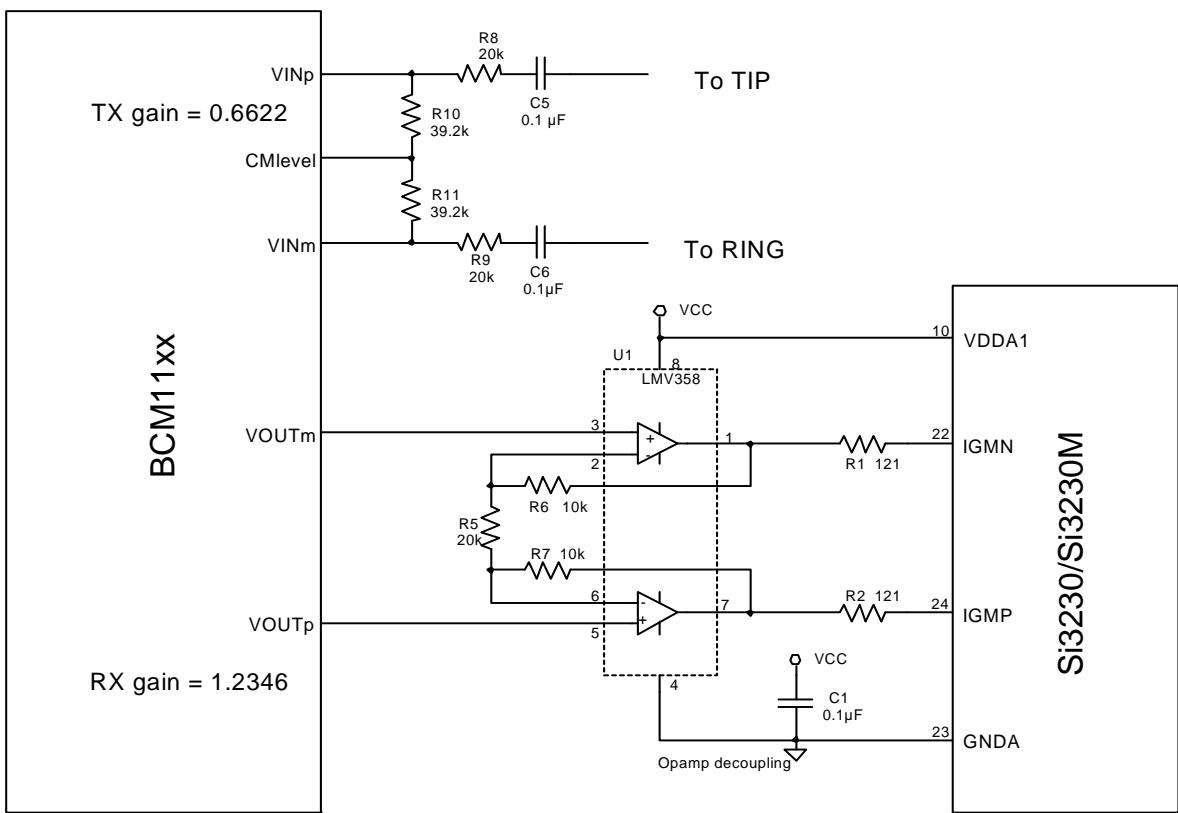 R8
20k
VINp
C5
0.1 µF
To TIP
TX gain = 0.6622
R10
39.2k
CMlevel
R11
39.2k
VINm
R9
20k
C6
0.1µF
To RING
BCM11xx
VCC
10
VDDA1
U1
8
LMV358
VOUTm
3
+
-
2
1
R1 121
22
IGMN
R6 10k
R5
20k
R7 10k
6
-
+
5
7
R2 121
24
IGMP
VOUTp
Si3230/Si3230M
RX gain = 1.2346
4
VCC
C1
0.1µF
23
GNDA
Opamp decoupling